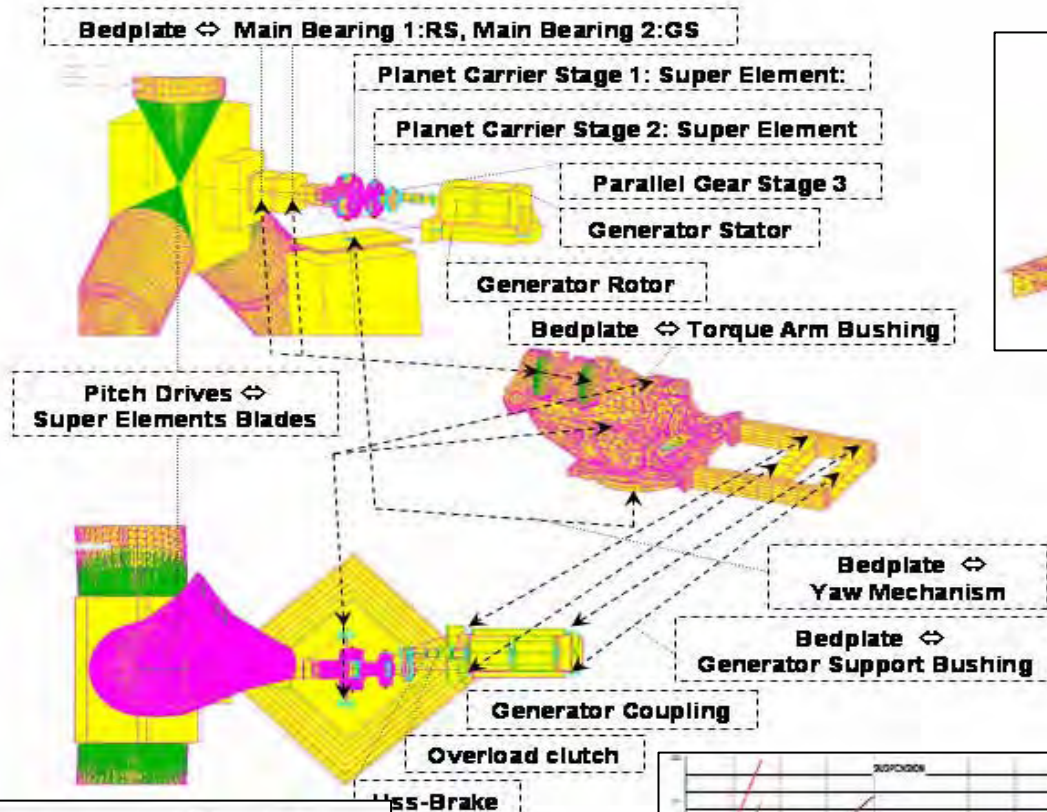 Bedplate ⇔ Main Bearing 1:RS, Main Bearing 2:GS
Planet Carrier Stage 1: Super Element:
Planet Carrier Stage 2: Super Element
Parallel Gear Stage 3
Generator Stator
Generator Rotor
Bedplate ⇔ Torque Arm Bushing
Pitch Drives ⇔
Super Elements Blades
Bedplate ⇔
Yaw Mechanism
Bedplate ⇔
Generator Support Bushing
Generator Coupling
Overload clutch
Hss-Brake
SUSPENSION